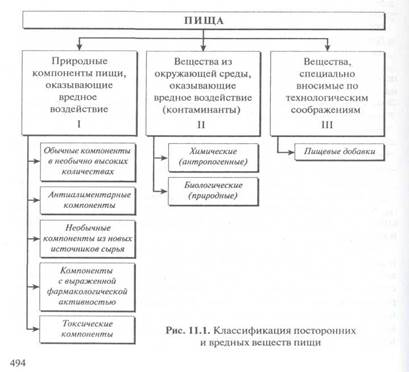 ПИЩА
Природные
компоненты пищи,
оказывающие
вредное
воздействие
I
Обычные компоненты
в необычно высоких
количествах
Антиалиментарные
компоненты
Необычные
компоненты из новых
источников сырья
Компоненты
с выраженной
фармакологической
активностью
Токсические
компоненты
Вещества из
окружающей среды,
оказывающие
вредное воздействие
(контаминанты)
II
Химические
(антропогенные)
Биологические
(природные)
Вещества,
специально
вносимые по
технологическим
соображениям
III
Пищевые добавки
Рис. 11.1. Классификация посторонних
и вредных веществ пищи
494